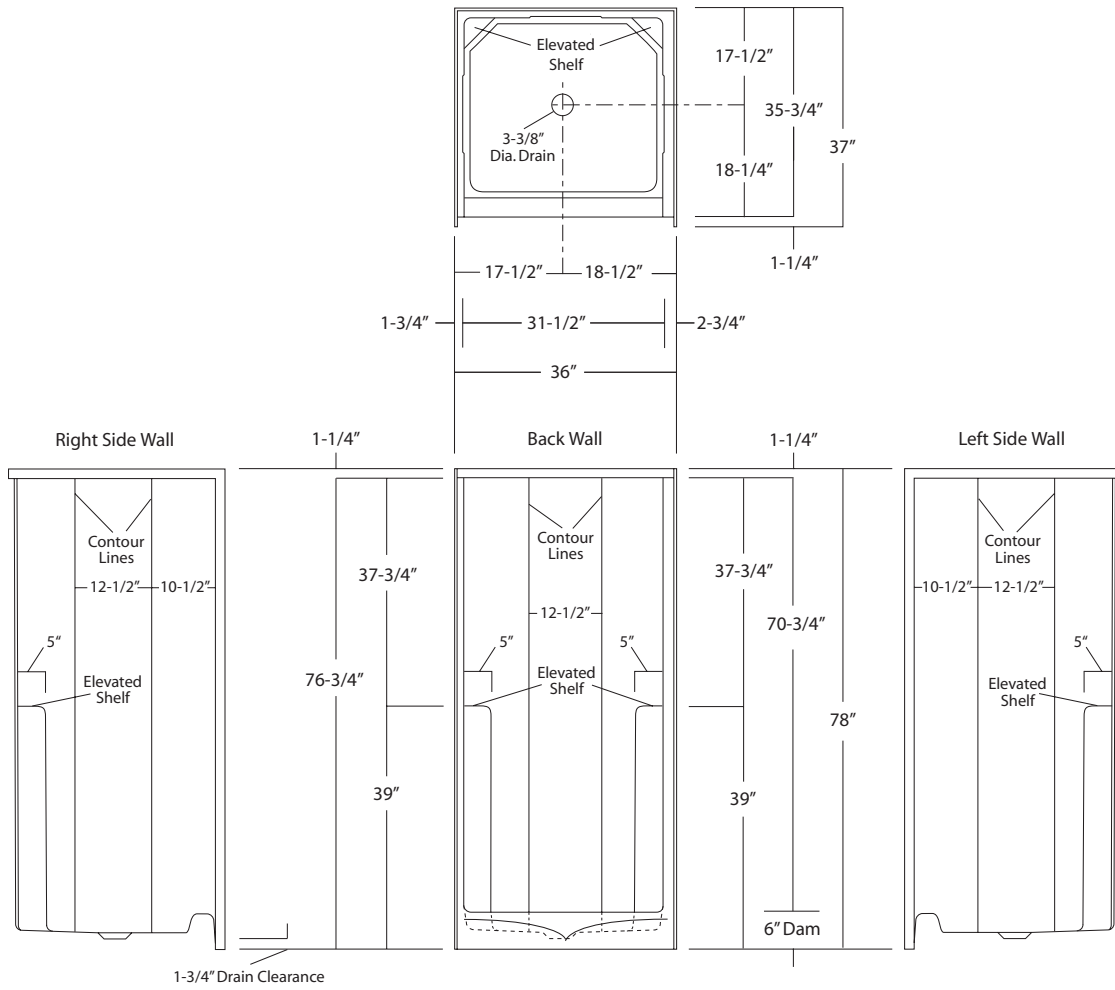 Elevated
Shelf
17-1/2”
35-3/4”
3-3/8”
Dia. Drain
37”
18-1/4”
1-1/4”
17-1/2”
18-1/2”
1-3/4”
31-1/2”
2-3/4”
36”
Right Side Wall
1-1/4”
Back Wall
1-1/4”
Left Side Wall
Contour
Lines
12-1/2”
10-1/2”
5“
Elevated
Shelf
37-3/4”
76-3/4”
39”
1-3/4” Drain Clearance
Contour
Lines
12-1/2”
5”
5”
Elevated
Shelf
37-3/4”
70-3/4”
78”
39”
6” Dam
Contour
Lines
10-1/2”
12-1/2”
5“
Elevated
Shelf